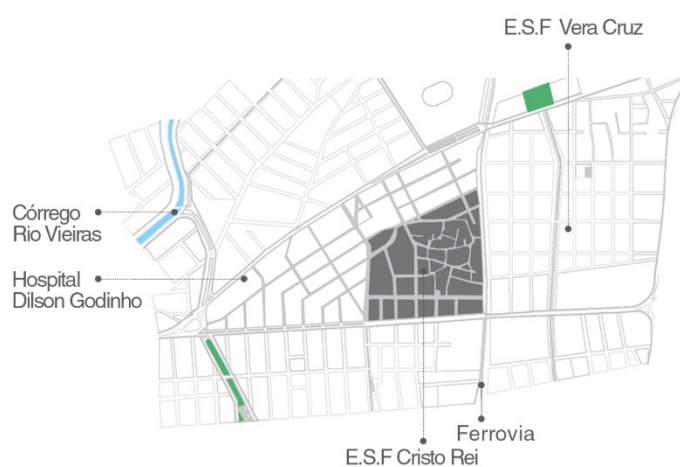 E.S.F Vera Cruz
Córrego
Rio Vieiras
Hospital
Dilson Godinho
Ferrovia
E.S.F Cristo Rei